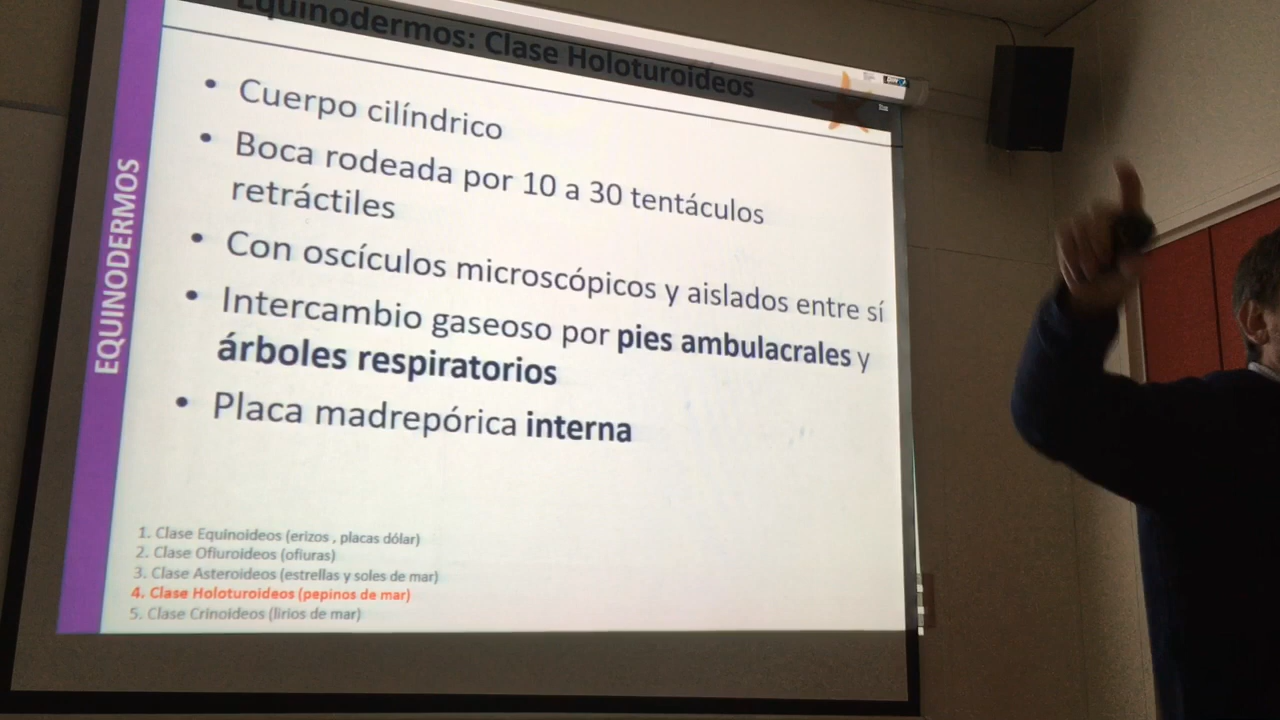 Equinodermos: Clase Holoturoideos
• Cuerpo cilíndrico
• Boca rodeada por 10 a 30 tentáculos
retráctiles
• Con oscículos microscópicos y aislados entre sí
• Intercambio gaseoso por pies ambulacrales y
árboles respiratorios
• Placa madrepórica interna
EQUINODERMOS
1. Clase Equinoideos (erizos , placas dólar)
2. Clase Ofiuroideos (ofiuras)
3. Clase Asteroideos (estrellas y soles de mar)
4. Clase Holoturoideos (pepinos de mar)
5. Clase Crinoideos (lirios de mar)